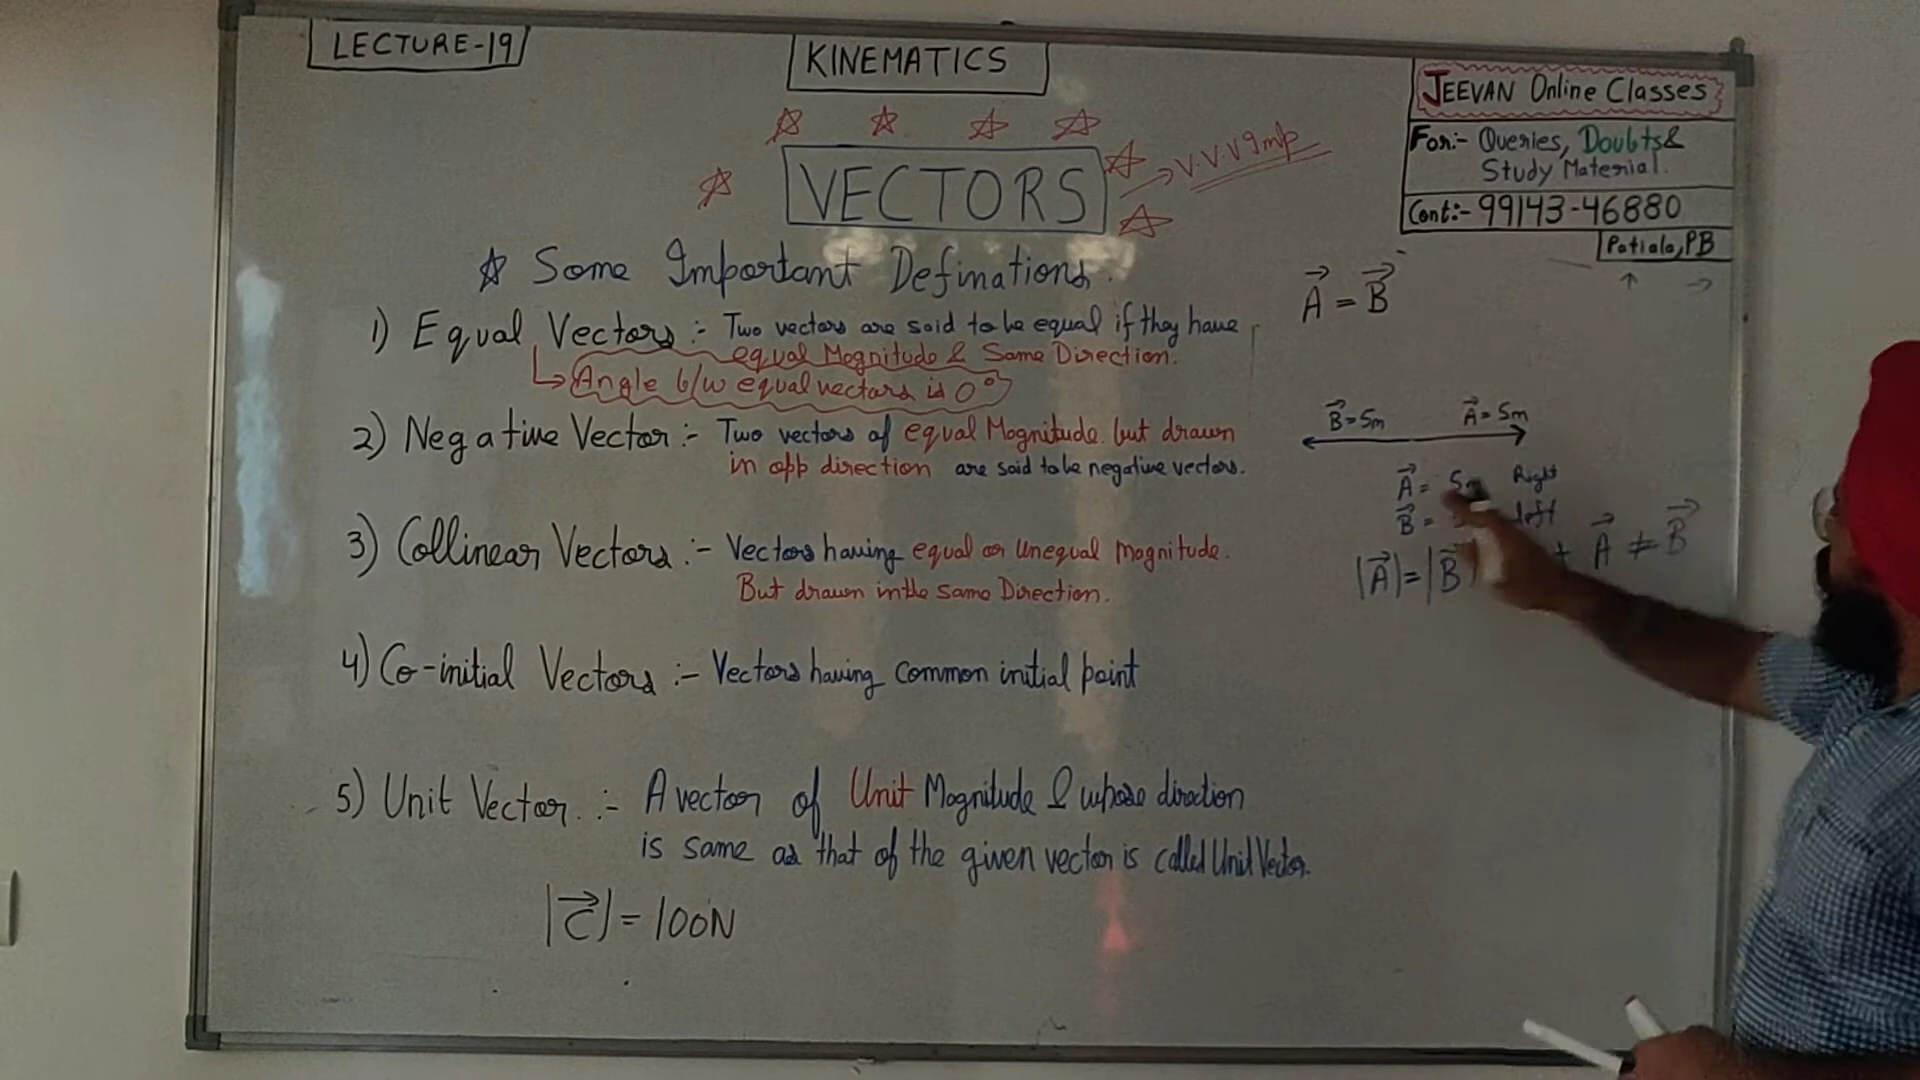 LECTURE-19
KINEMATICS
JEEVAN Online Classes
For:- Queries, Doubts &
Study Material.
Cont:- 99143-46880
Patiala, PB
VECTORS
V.V.V Imp
Some Important Definations.
1) Equal Vectors :- Two vectors are said to be equal if they have
equal Magnitude & Same Direction.
Angle b/w equal vectors is 0°
2) Negative Vector :- Two vectors of equal Magnitude but drawn
in opp direction are said to be negative vectors.
3) Collinear Vectors :- Vectors having equal or Unequal magnitude.
But drawn in the same Direction.
4) Co-initial Vectors :- Vectors having common initial point
5) Unit Vector :- A vector of Unit Magnitude & whose direction
is same as that of the given vector is called Unit Vector.
|C⃗| = 100N
A⃗ = B⃗
B⃗ = 5m A⃗ = 5m
A⃗ = 5m Right
B⃗ = left
|A⃗| = |B⃗ A⃗ ≠ B⃗